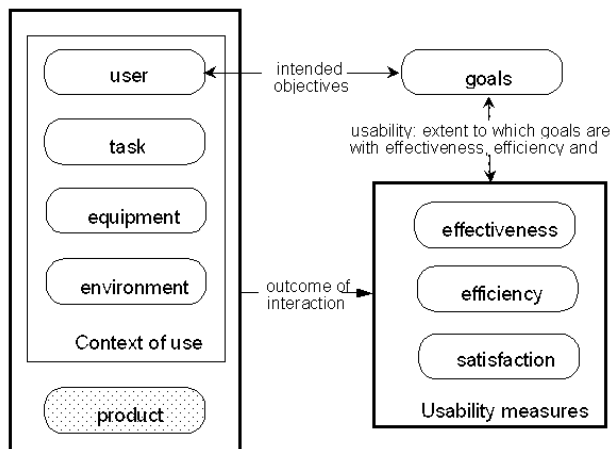 user
intended
objectives
goals
task
usability: extent to which goals are
with effectiveness, efficiency and
equipment
effectiveness
environment
outcome of
interaction
efficiency
Context of use
satisfaction
product
Usability measures